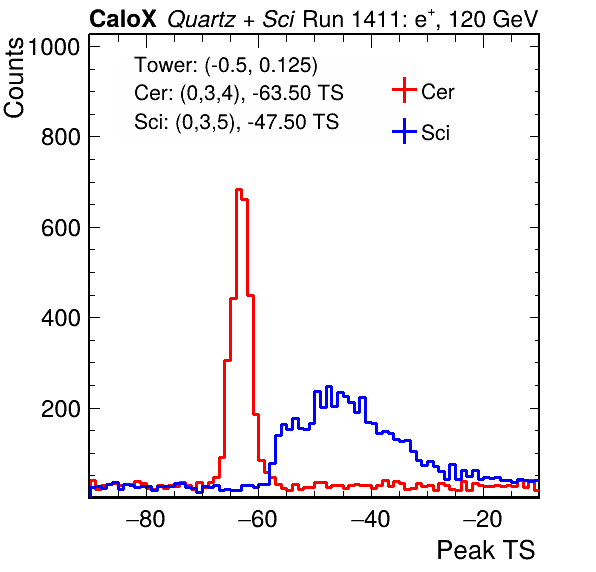 CaloX Quartz + Sci Run 1411: e⁺, 120 GeV
Counts
1000
800
600
400
200
Tower: (-0.5, 0.125)
Cer: (0,3,4), -63.50 TS
Sci: (0,3,5), -47.50 TS
Cer
Sci
−80 −60 −40 −20
Peak TS